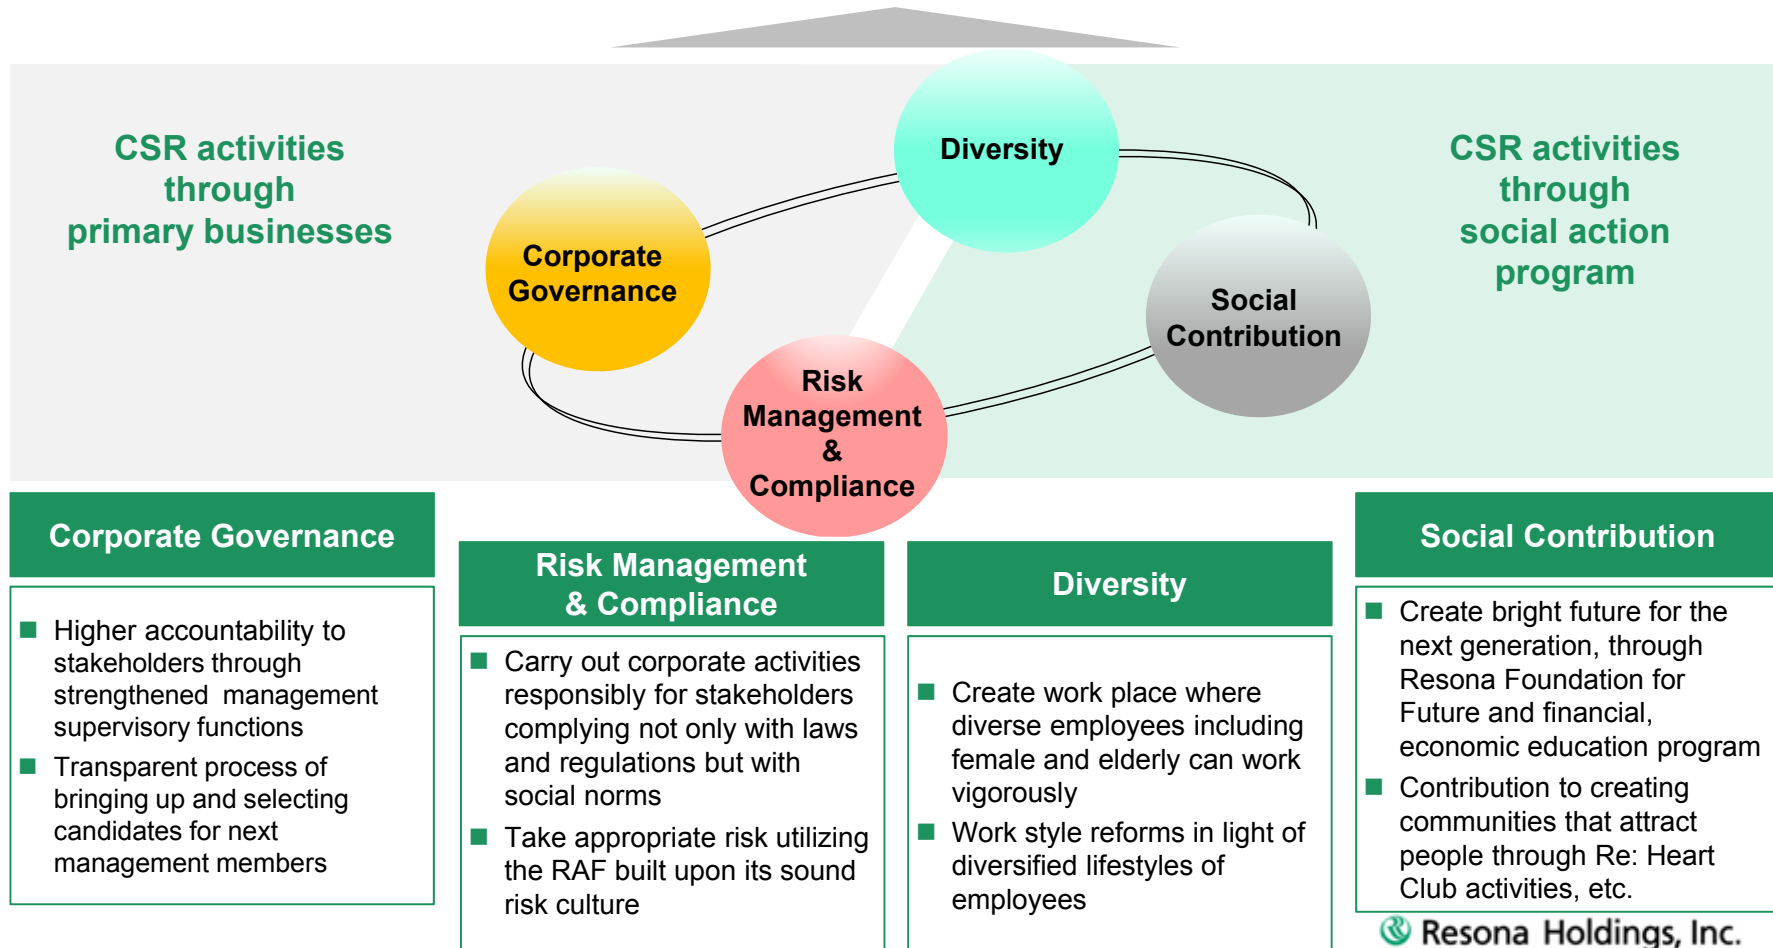 CSR activities
through
primary businesses
Diversity
CSR activities
through
social action
program
Corporate
Governance
Social
Contribution
Risk
Management
&
Compliance
Corporate Governance
Higher accountability to
stakeholders through
strengthened management
supervisory functions
Transparent process of
bringing up and selecting
candidates for next
management members
Risk Management
& Compliance
Carry out corporate activities
responsibly for stakeholders
complying not only with laws
and regulations but with
social norms
Take appropriate risk utilizing
the RAF built upon its sound
risk culture
Diversity
Create work place where
diverse employees including
female and elderly can work
vigorously
Work style reforms in light of
diversified lifestyles of
employees
Social Contribution
Create bright future for the
next generation, through
Resona Foundation for
Future and financial,
economic education program
Contribution to creating
communities that attract
people through Re: Heart
Club activities, etc.
Resona Holdings, Inc.